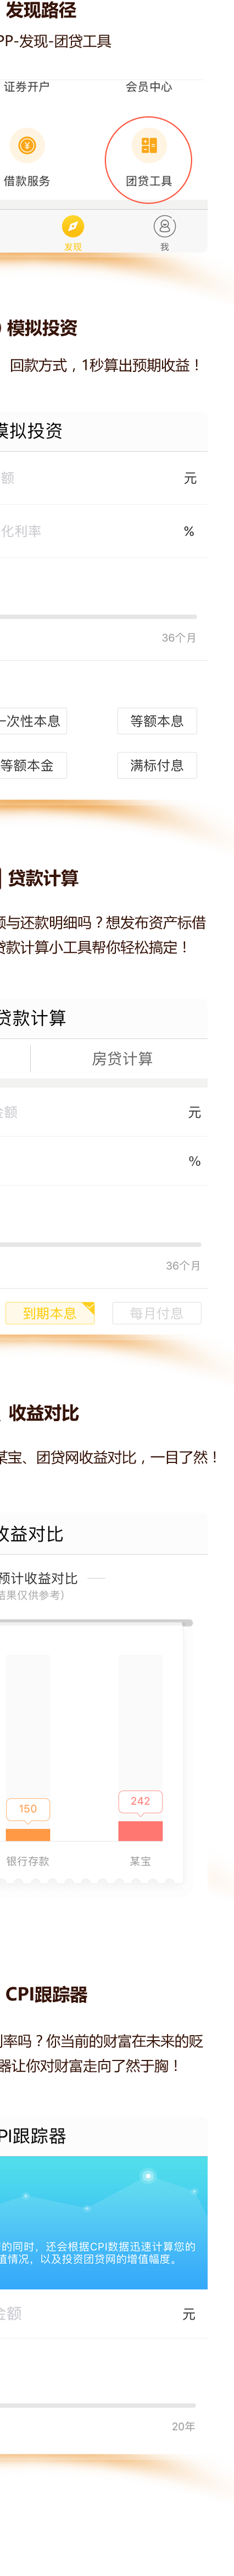 发现路径
PP-发现-团贷工具
证券开户 会员中心
借款服务 团贷工具
发现 我
模拟投资
回款方式，1秒算出预期收益！
模拟投资
额 元
化利率 %
36个月
一次性本息 等额本息
等额本金 满标付息
贷款计算
额与还款明细吗？想发布资产标借
贷款计算小工具帮你轻松搞定！
贷款计算
房贷计算
金额 元
%
36个月
到期本息 每月付息
收益对比
某宝、团贷网收益对比，一目了然！
收益对比
预计收益对比
结果仅供参考）
150 242
银行存款 某宝
CPI跟踪器
利率吗？你当前的财富在未来的贬
器让你对财富走向了然于胸！
PI跟踪器
的同时，还会根据CPI数据迅速计算您的
值情况，以及投资团贷网的增值幅度。
金额 元
20年